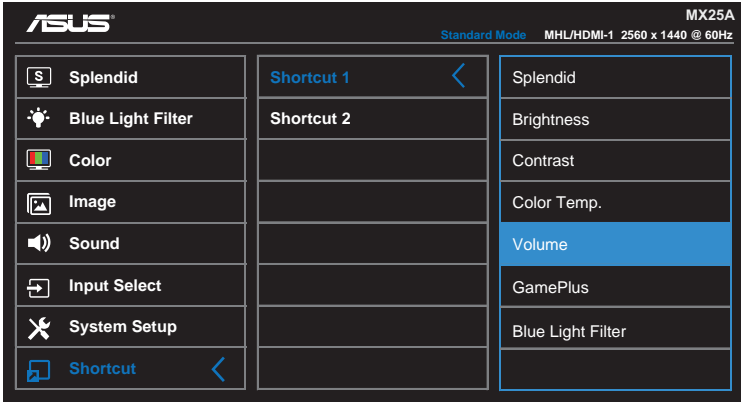 ASUS
MX25A
Standard Mode MHL/HDMI-1 2560 x 1440 @ 60Hz
S Splendid
Blue Light Filter
Color
Image
Sound
Input Select
System Setup
Shortcut
Shortcut 1
Shortcut 2
Splendid
Brightness
Contrast
Color Temp.
Volume
GamePlus
Blue Light Filter